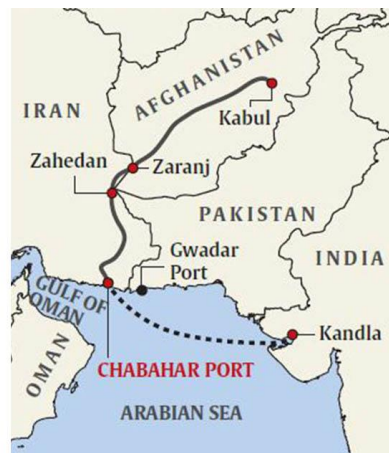 AFGHANISTAN
IRAN
Kabul
Zahedan
Zaranj
PAKISTAN
Gwadar
Port
INDIA
GULF OF
OMAN
Kandla
OMAN
CHABAHAR PORT
ARABIAN SEA